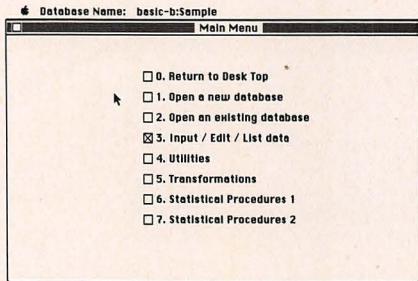 Database Name: basic-b:Sample
Main Menu
0. Return to Desk Top
1. Open a new database
2. Open an existing database
3. Input / Edit / List data
4. Utilities
5. Transformations
6. Statistical Procedures 1
7. Statistical Procedures 2